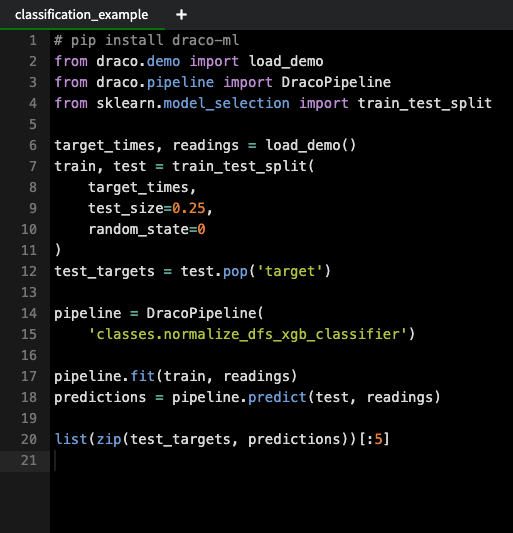 classification_example +
1 # pip install draco-ml
2 from draco.demo import load_demo
3 from draco.pipeline import DracoPipeline
4 from sklearn.model_selection import train_test_split
5
6 target_times, readings = load_demo()
7 train, test = train_test_split(
8     target_times,
9     test_size=0.25,
10     random_state=0
11 )
12 test_targets = test.pop('target')
13
14 pipeline = DracoPipeline(
15     'classes.normalize_dfs_xgb_classifier')
16
17 pipeline.fit(train, readings)
18 predictions = pipeline.predict(test, readings)
19
20 list(zip(test_targets, predictions))[:5]
21